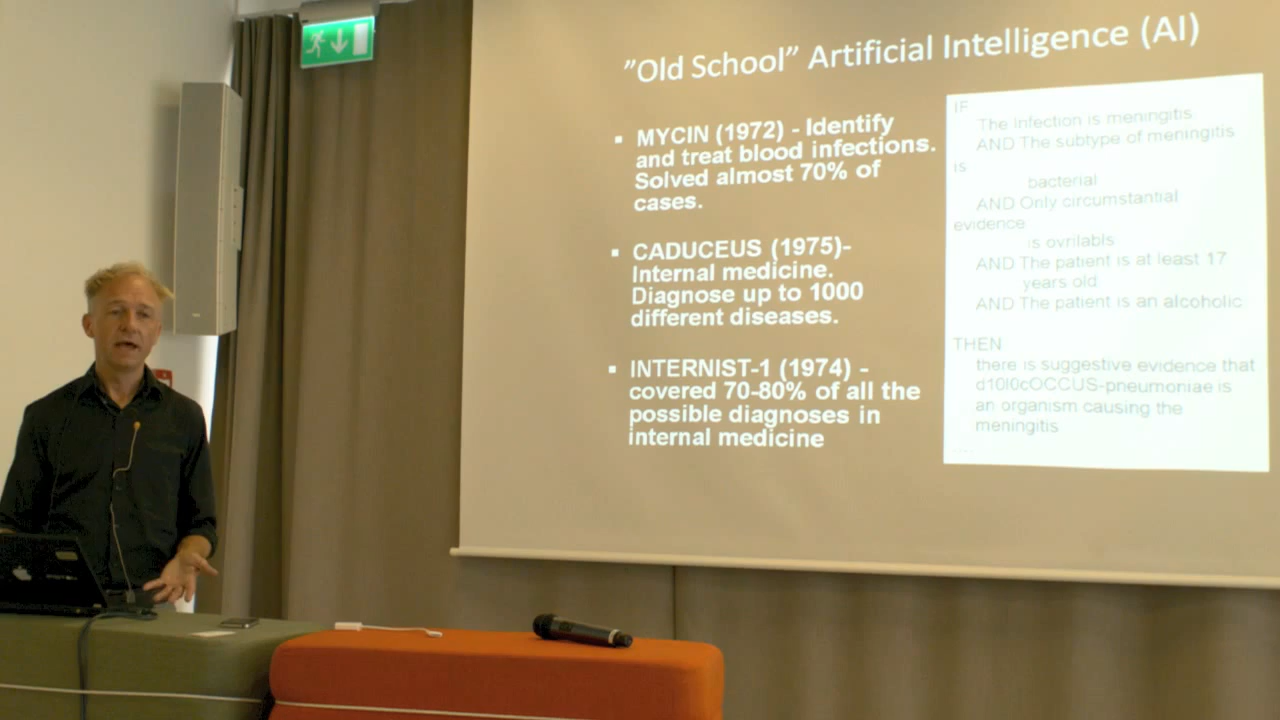 "Old School" Artificial Intelligence (AI)
▪ MYCIN (1972) - Identify
and treat blood infections.
Solved almost 70% of
cases.
▪ CADUCEUS (1975)-
Internal medicine.
Diagnose up to 1000
different diseases.
▪ INTERNIST-1 (1974) -
covered 70-80% of all the
possible diagnoses in
internal medicine
IF
The Infection is meningitis
AND The subtype of meningitis
is
bacterial
AND Only circumstantial
evidence
is ovrilabls
AND The patient is at least 17
years old
AND The patient is an alcoholic
THEN
there is suggestive evidence that
d10l0cOCCUS-pneumoniae is
an organism causing the
meningitis